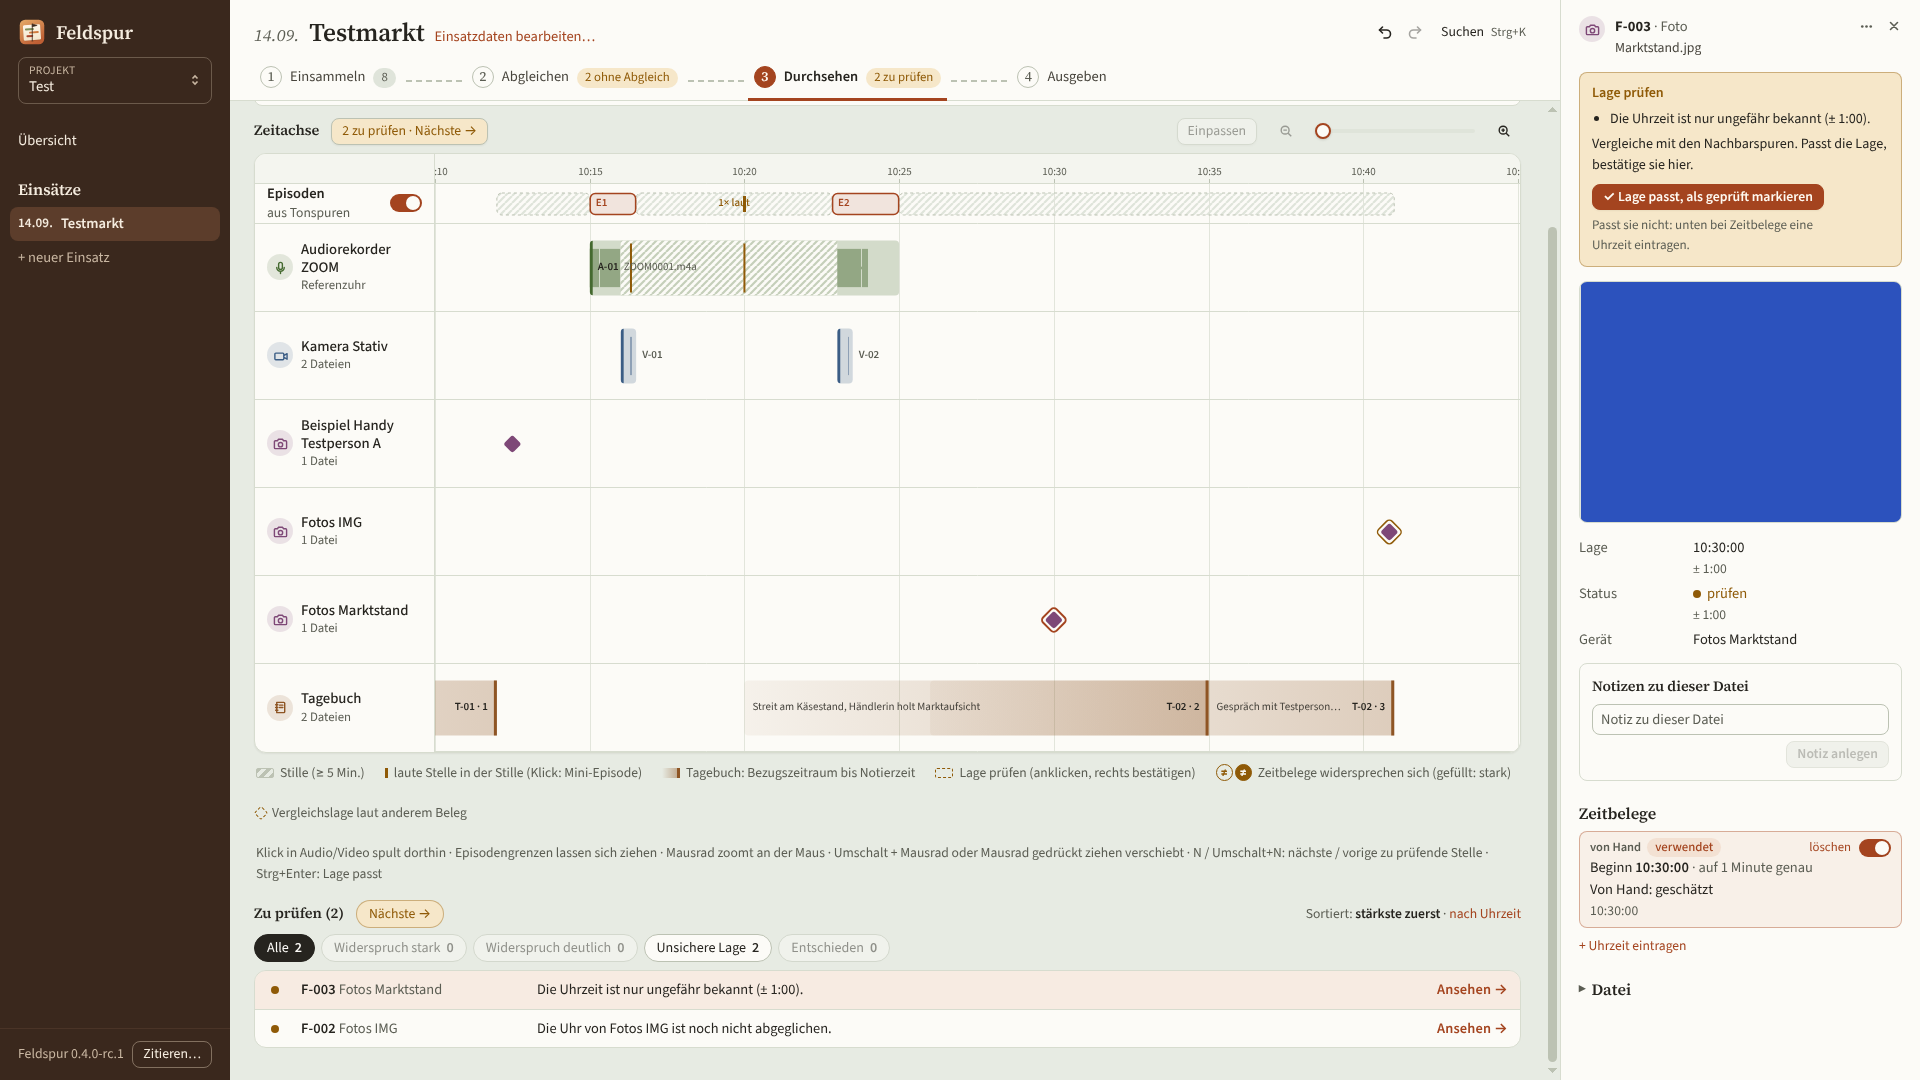 Feldspur
PROJEKT
Test
Übersicht
Einsätze
14.09. Testmarkt
+ neuer Einsatz
Feldspur 0.4.0-rc.1
Zitieren…
14.09. Testmarkt Einsatzdaten bearbeiten…
Suchen Strg+K
1 Einsammeln 8
2 Abgleichen 2 ohne Abgleich
3 Durchsehen 2 zu prüfen
4 Ausgeben
Zeitachse 2 zu prüfen · Nächste →
Einpassen
:10 10:15 10:20 10:25 10:30 10:35 10:40 10:
Episoden
aus Tonspuren
E1 1× laut E2
Audiorekorder
ZOOM
Referenzuhr
A-01 ZOOM0001.m4a
Kamera Stativ
2 Dateien
V-01 V-02
Beispiel Handy
Testperson A
1 Datei
Fotos IMG
1 Datei
Fotos Marktstand
1 Datei
Tagebuch
2 Dateien
T-01 · 1
Streit am Käsestand, Händlerin holt Marktaufsicht T-02 · 2
Gespräch mit Testperson… T-02 · 3
Stille (≥ 5 Min.) laute Stelle in der Stille (Klick: Mini-Episode) Tagebuch: Bezugszeitraum bis Notierzeit Lage prüfen (anklicken, rechts bestätigen) ≠ ≠ Zeitbelege widersprechen sich (gefüllt: stark)
Vergleichslage laut anderem Beleg
Klick in Audio/Video spult dorthin · Episodengrenzen lassen sich ziehen · Mausrad zoomt an der Maus · Umschalt + Mausrad oder Mausrad gedrückt ziehen verschiebt · N / Umschalt+N: nächste / vorige zu prüfende Stelle ·
Strg+Enter: Lage passt
Zu prüfen (2) Nächste →
Sortiert: stärkste zuerst · nach Uhrzeit
Alle 2 Widerspruch stark 0 Widerspruch deutlich 0 Unsichere Lage 2 Entschieden 0
F-003 Fotos Marktstand Die Uhrzeit ist nur ungefähr bekannt (± 1:00). Ansehen →
F-002 Fotos IMG Die Uhr von Fotos IMG ist noch nicht abgeglichen. Ansehen →
F-003 · Foto
Marktstand.jpg
Lage prüfen
• Die Uhrzeit ist nur ungefähr bekannt (± 1:00).
Vergleiche mit den Nachbarspuren. Passt die Lage,
bestätige sie hier.
✓ Lage passt, als geprüft markieren
Passt sie nicht: unten bei Zeitbelege eine
Uhrzeit eintragen.
Lage 10:30:00
± 1:00
Status prüfen
± 1:00
Gerät Fotos Marktstand
Notizen zu dieser Datei
Notiz zu dieser Datei
Notiz anlegen
Zeitbelege
von Hand verwendet löschen
Beginn 10:30:00 · auf 1 Minute genau
Von Hand: geschätzt
10:30:00
+ Uhrzeit eintragen
Datei